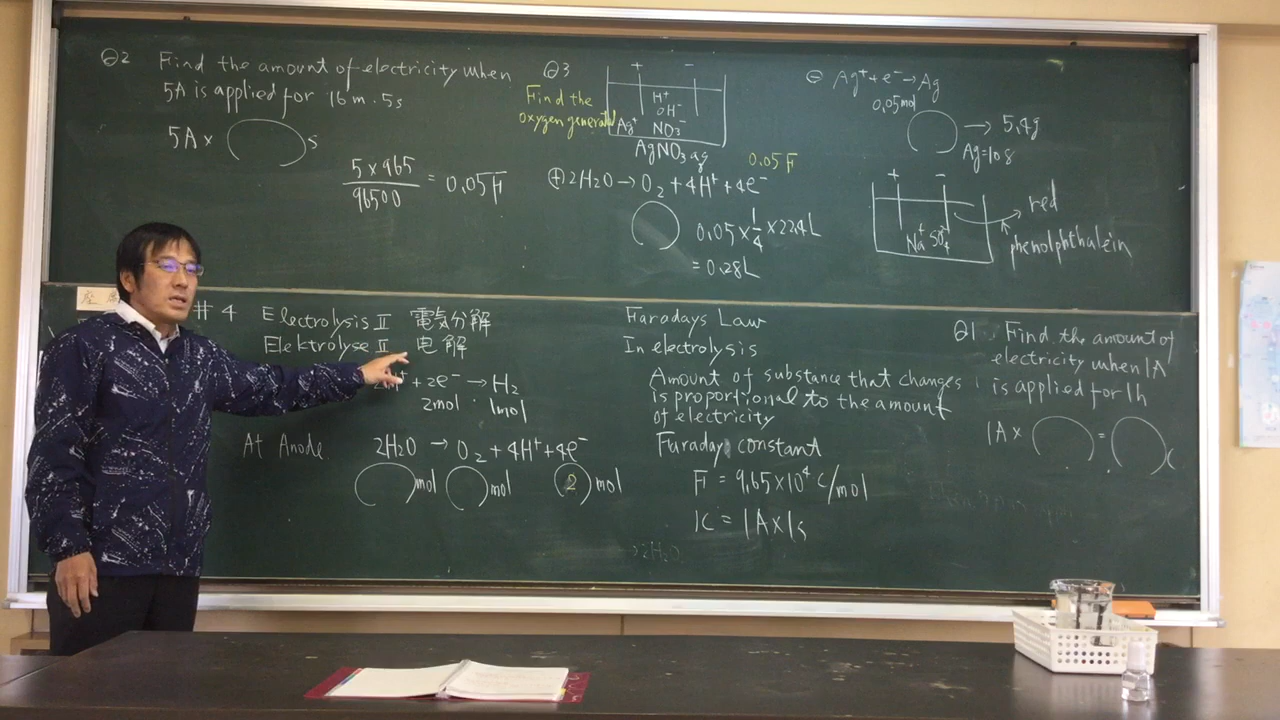 Q2 Find the amount of electricity when
5A is applied for 16m.5s
5A× s
5×965
96500
= 0.05F
Q3
Find the
oxygen generat
+ −
H⁺
OH⁻
Ag⁺ NO₃⁻
AgNO₃ aq
0.05F
⊕2H₂O→O₂+4H⁺+4e⁻
0.05×1/4×22.4L
=0.28L
⊖ Ag⁺+e⁻→Ag
0.05mol
→ 5.4g
Ag=108
+ −
Na⁺ SO₄⁻
red
phenolphthalein
座
#4 Electrolysis II 電気分解
Elektrolyse II 电解
+2e⁻→H₂
2mol · 1mol
At Anode 2H₂O → O₂+4H⁺+4e⁻
mol mol 2 mol
Faradays Law
In electrolysis
Amount of substance that changes
is proportional to the amount
of electricity
Faraday constant
F = 9.65×10⁴ C/mol
1C = 1A×1s
Q1. Find the amount of
electricity when 1A
is applied for 1h
1A× = C